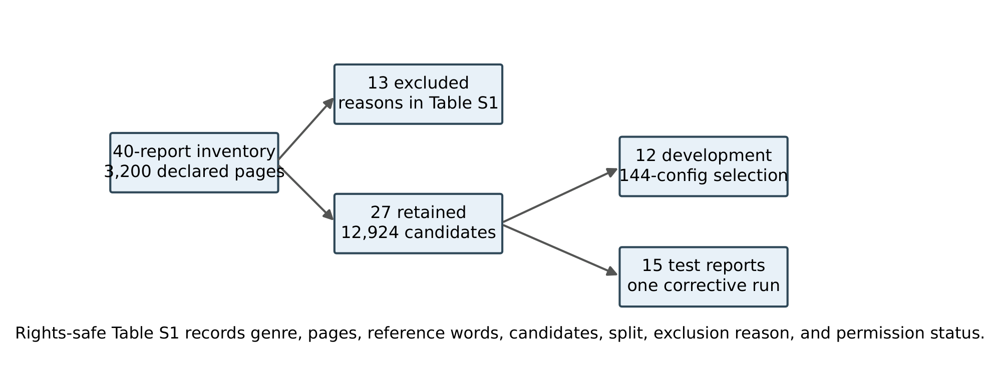 13 excluded
reasons in Table S1
40-report inventory
3,200 declared pages
12 development
144-config selection
27 retained
12,924 candidates
15 test reports
one corrective run
Rights-safe Table S1 records genre, pages, reference words, candidates, split, exclusion reason, and permission status.